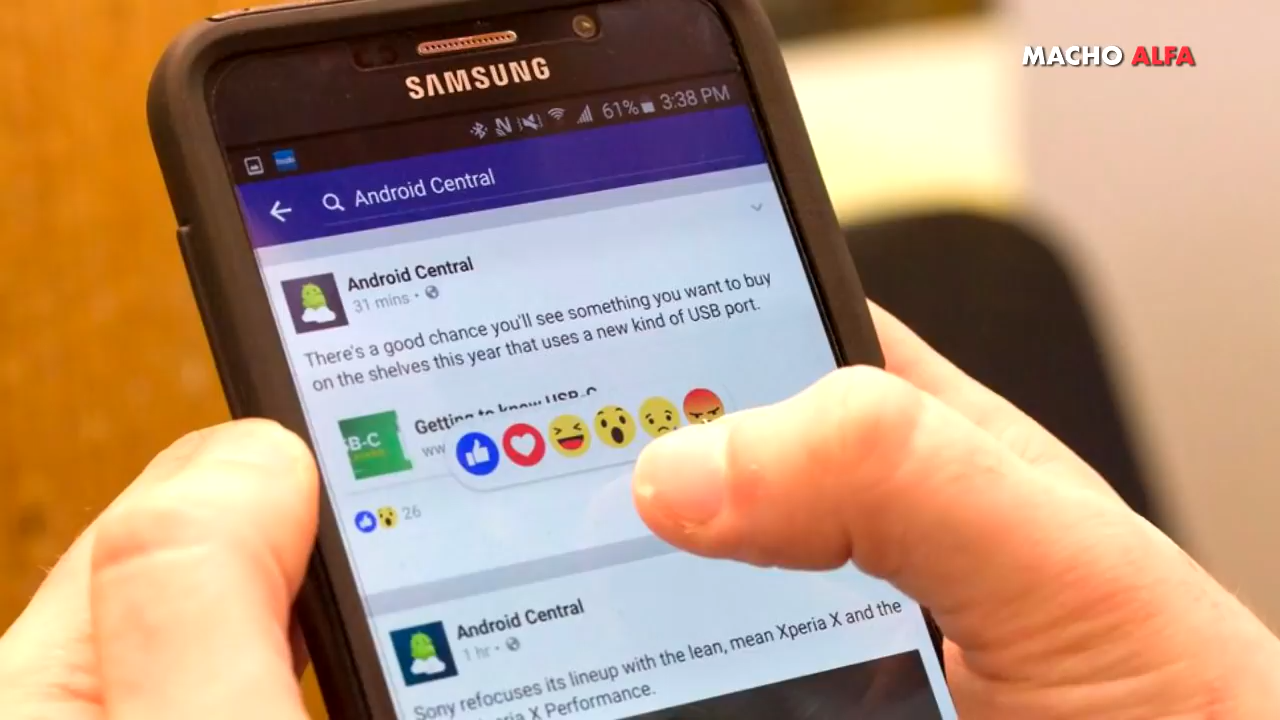 MACHO ALFA
SAMSUNG
61% 3:38 PM
Android Central
Android Central
31 mins
There's a good chance you'll see something you want to buy
on the shelves this year that uses a new kind of USB port.
Getting to know USB-C
B-C
ww
26
Android Central
1 hr
Sony refocuses its lineup with the lean, mean Xperia X and the
X Performance.